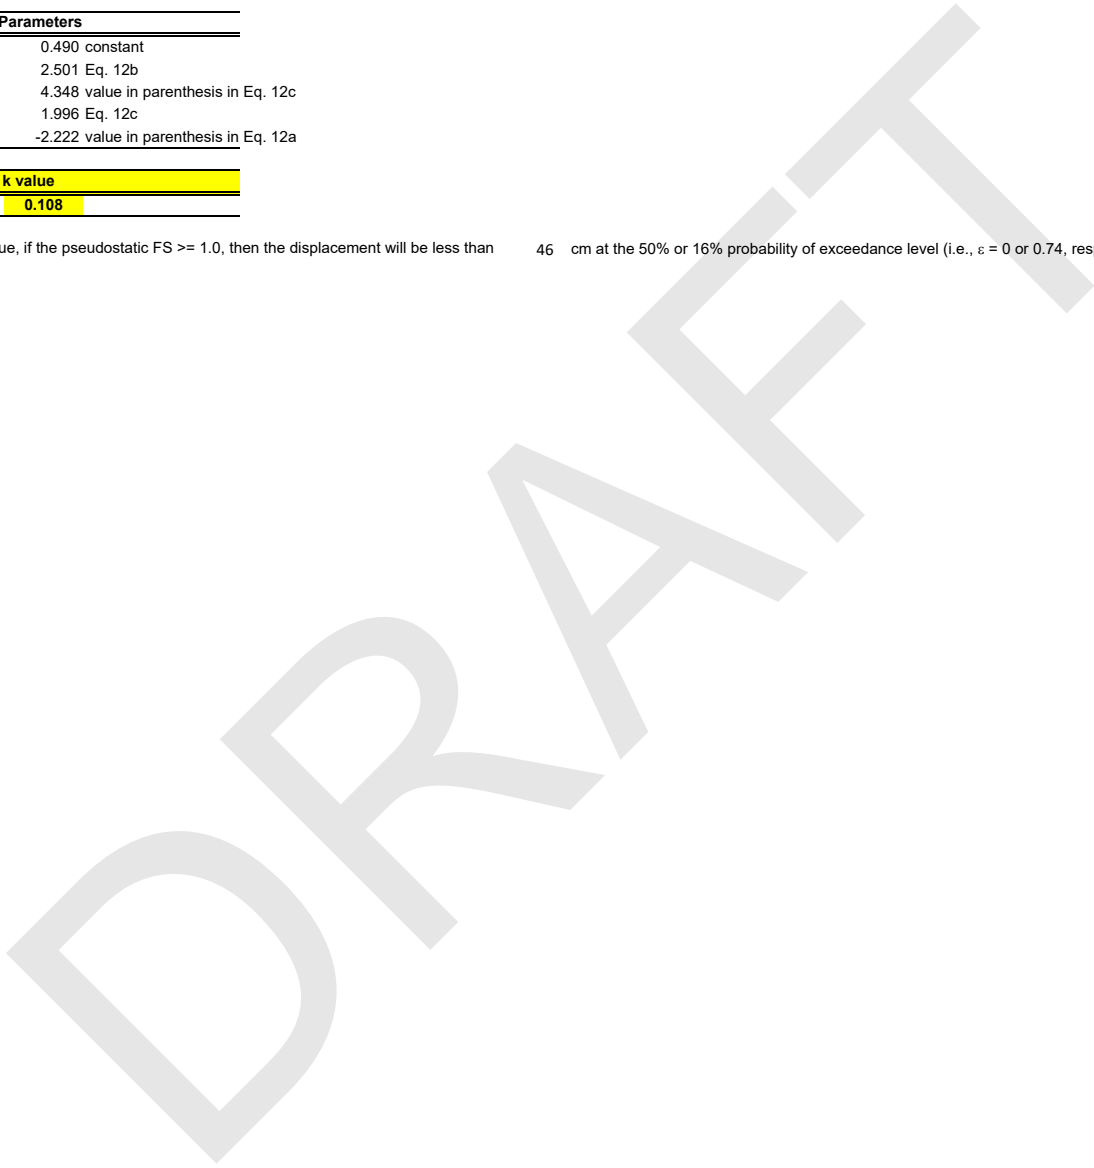 Parameters
0.490 constant
2.501 Eq. 12b
4.348 value in parenthesis in Eq. 12c
1.996 Eq. 12c
-2.222 value in parenthesis in Eq. 12a
k value
0.108
ue, if the pseudostatic FS >= 1.0, then the displacement will be less than 46 cm at the 50% or 16% probability of exceedance level (i.e., ε = 0 or 0.74, res
DRAFT